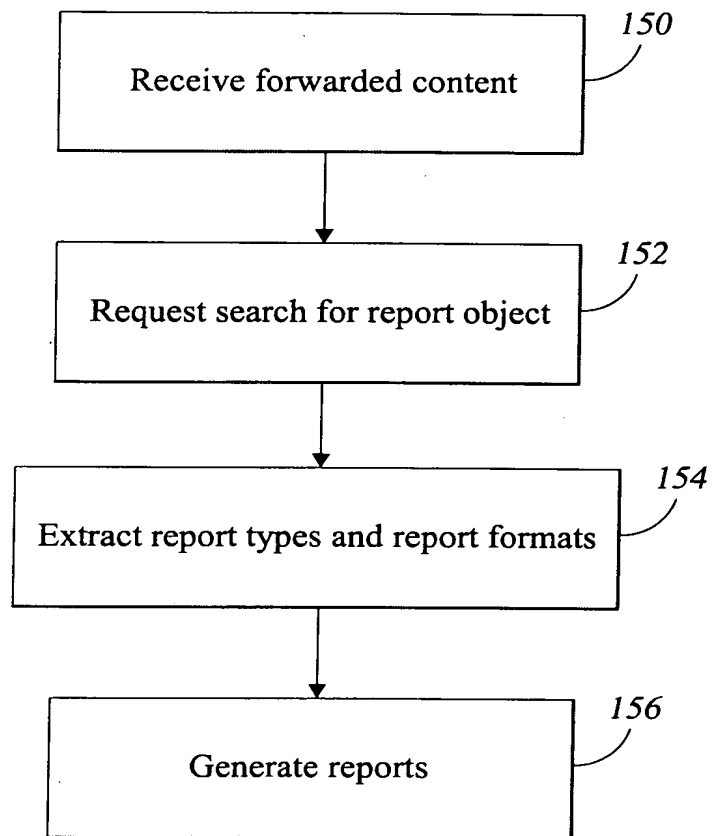 150
Receive forwarded content
152
Request search for report object
154
Extract report types and report formats
156
Generate reports